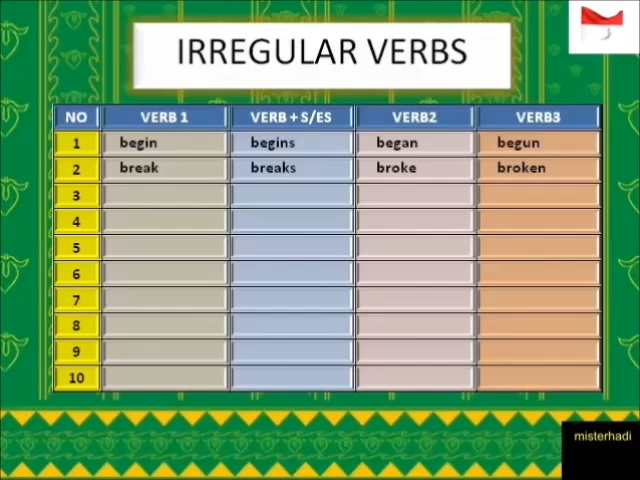 IRREGULAR VERBS
NO VERB 1 VERB + S/ES VERB2 VERB3
1 begin begins began begun
2 break breaks broke broken
3
4
5
6
7
8
9
10
misterhadi